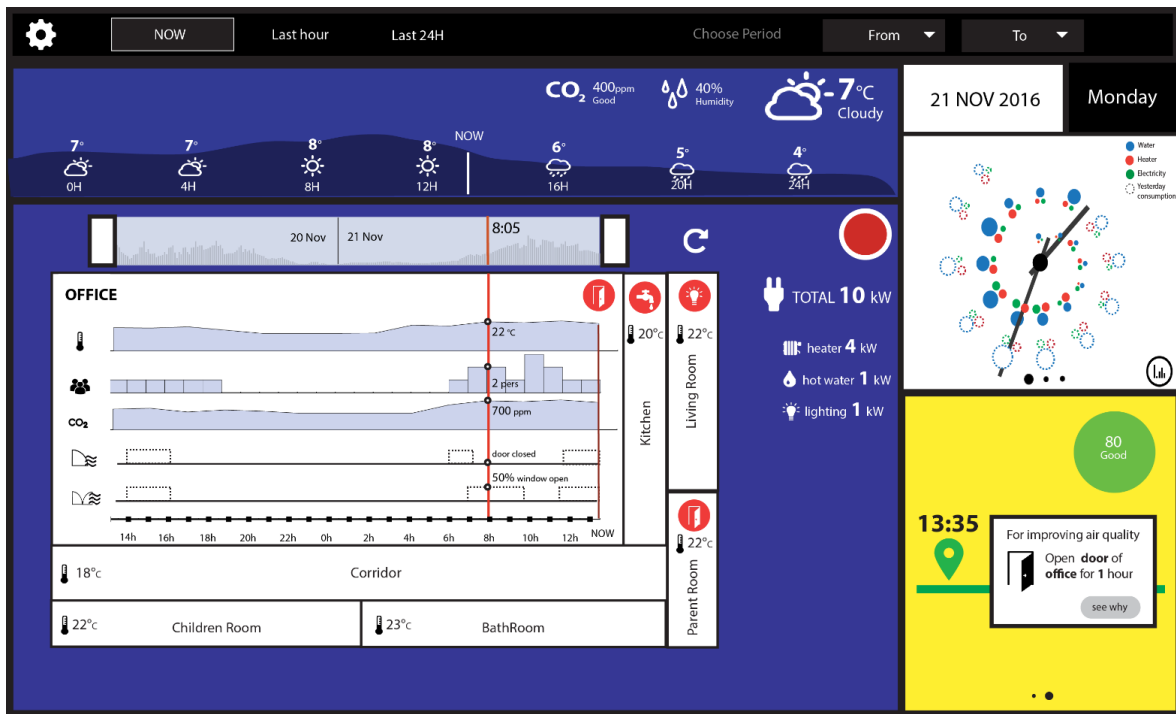 NOW
Last hour
Last 24H
Choose Period
From
To
CO2 400ppm
Good
40%
Humidity
-7°C
Cloudy
NOW
7°
7°
8°
8°
6°
5°
4°
0H
4H
8H
12H
16H
20H
24H
21 NOV 2016
Monday
Water
Heater
Electricity
Yesterday
consumption
20 Nov
21 Nov
8:05
OFFICE
22 °C
2 pers
CO2
700 ppm
door closed
50% window open
14h 16h 18h 20h 22h 0h 2h 4h 6h 8h 10h 12h NOW
20°C
Kitchen
22°C
Living Room
22°C
Parent Room
18°C
Corridor
22°C
Children Room
23°C
BathRoom
TOTAL 10 kW
heater 4 kW
hot water 1 kW
lighting 1 kW
80
Good
13:35
For improving air quality
Open door of
office for 1 hour
see why